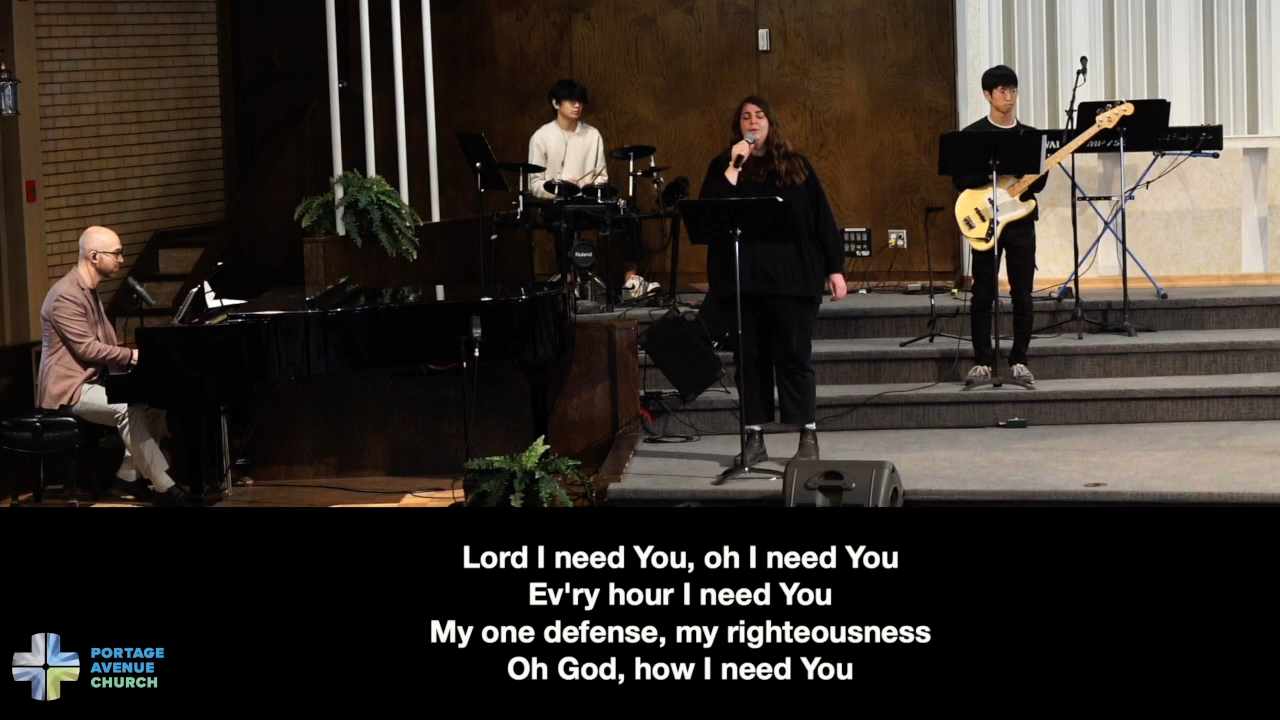 Roland
Lord I need You, oh I need You
Ev'ry hour I need You
My one defense, my righteousness
Oh God, how I need You
PORTAGE
AVENUE
CHURCH